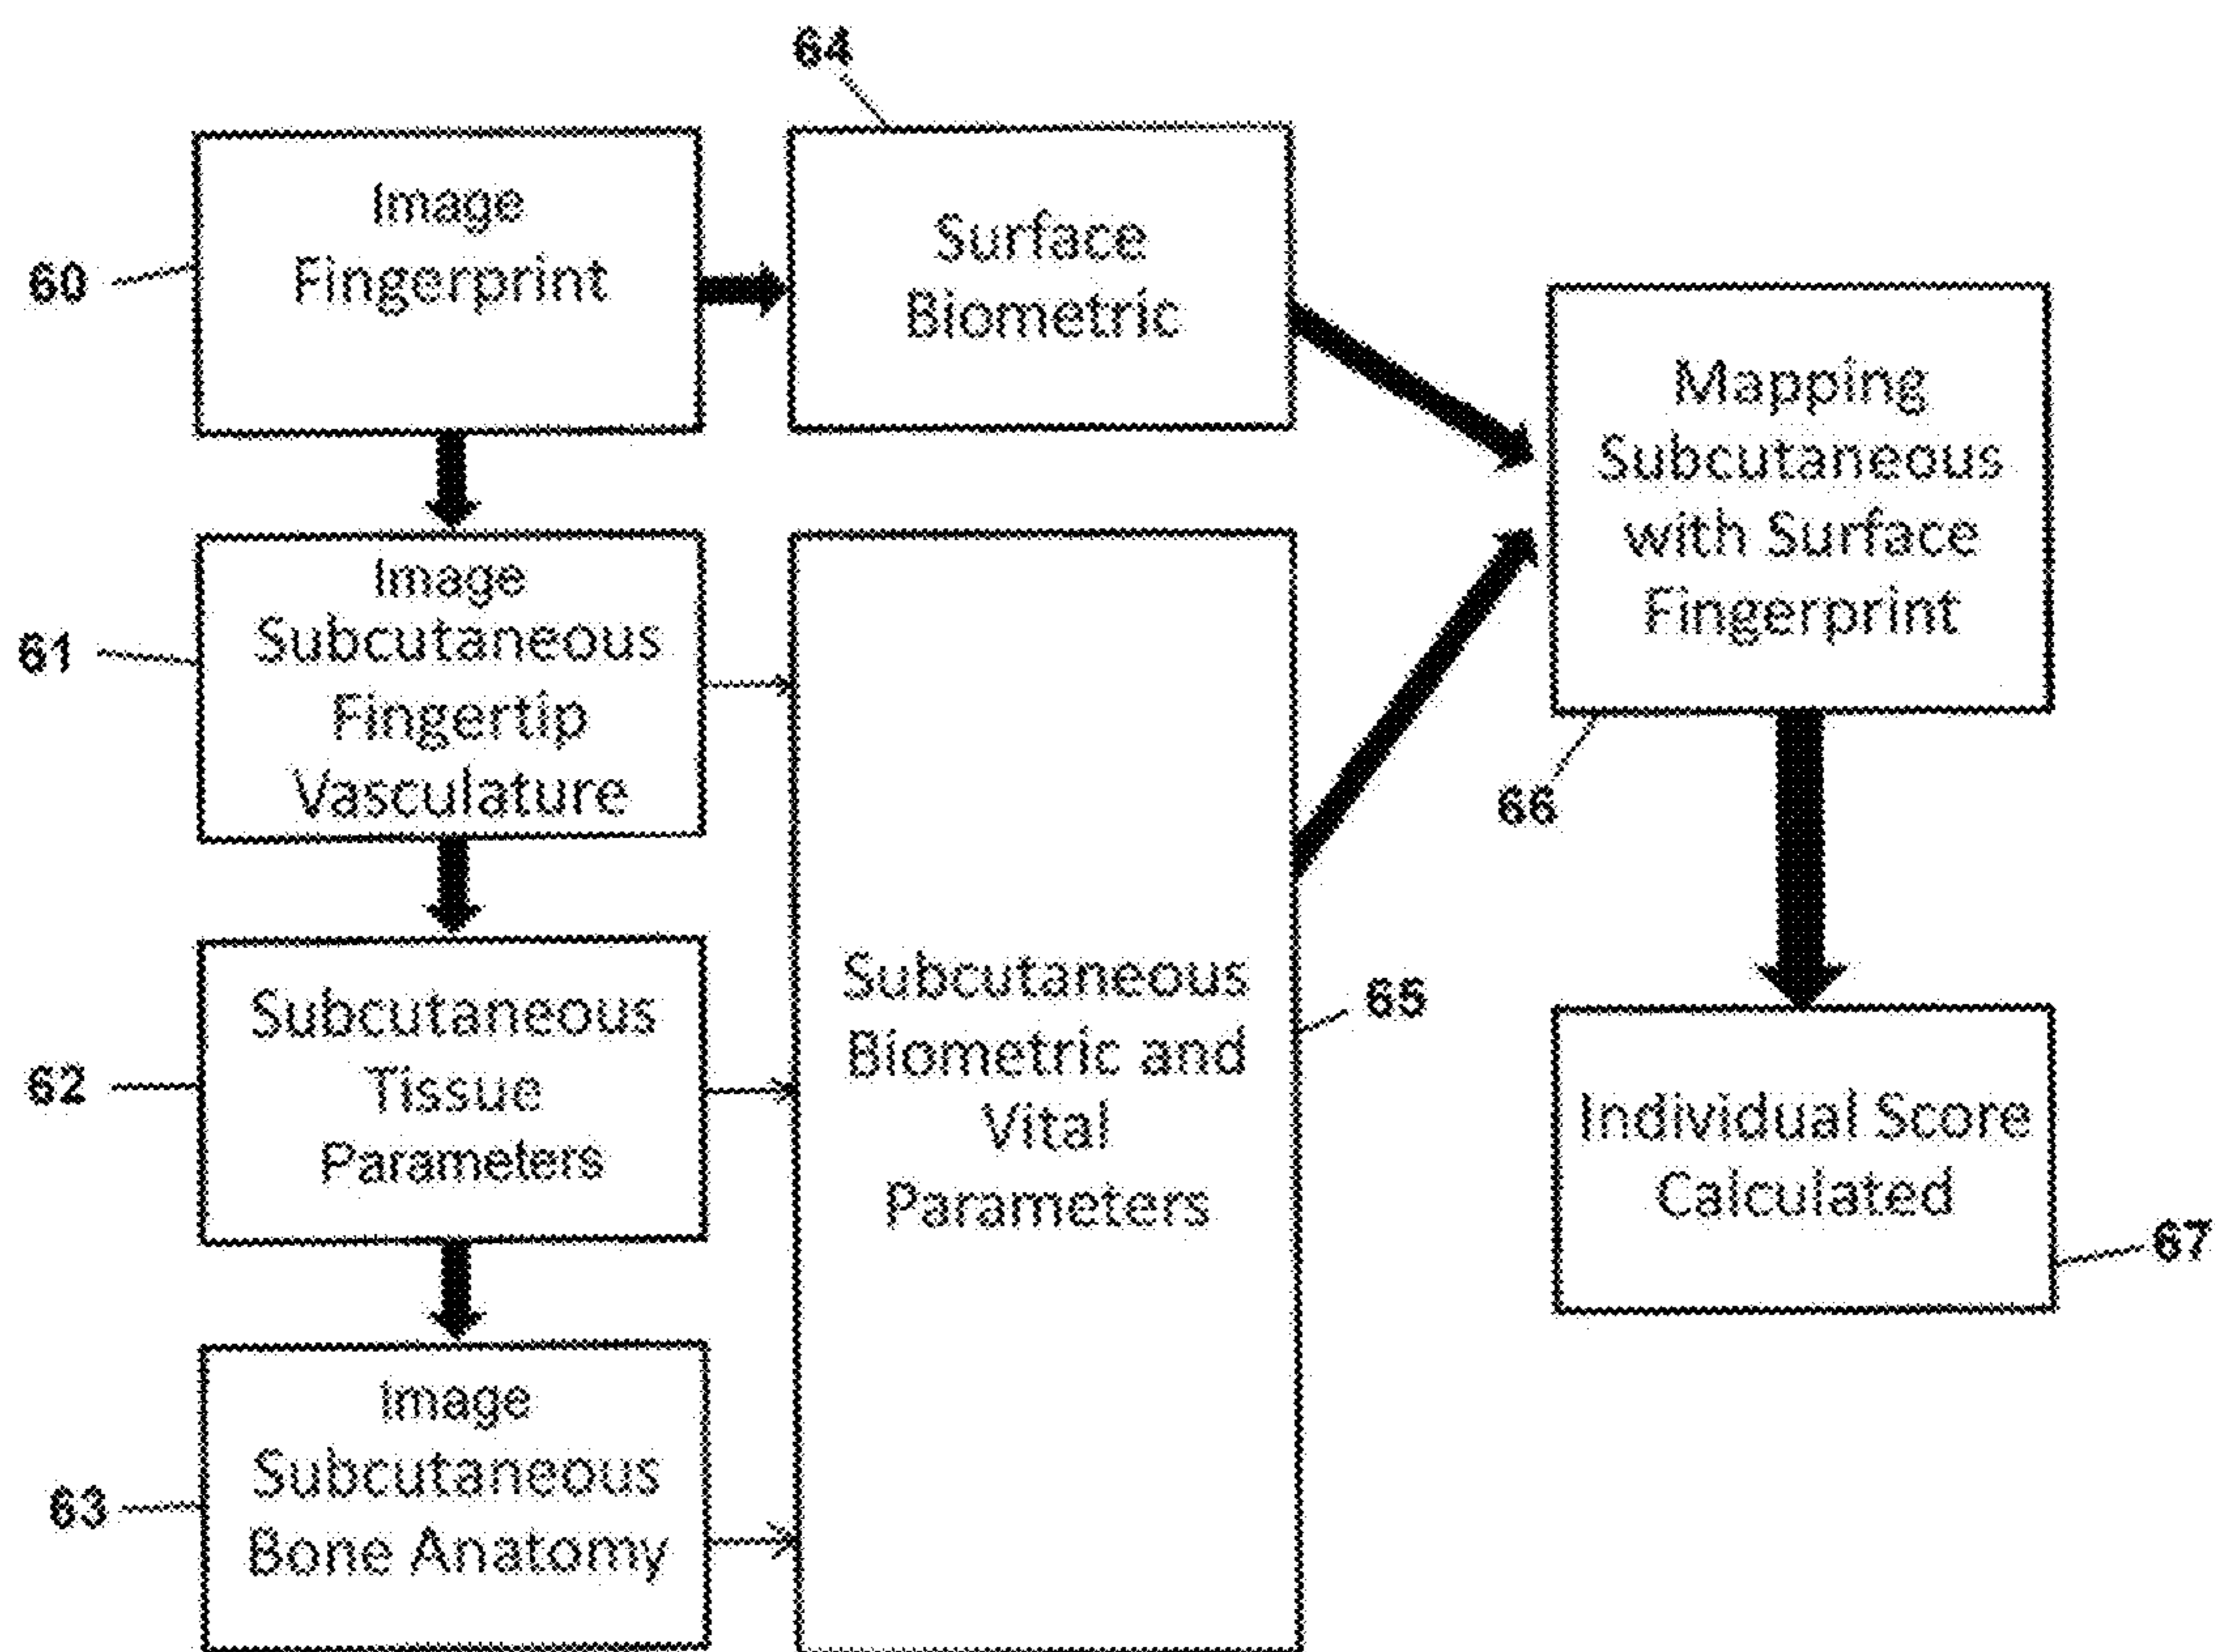 64
Image
Fingerprint
60
Surface
Biometric
Mapping
Subcutaneous
with Surface
Fingerprint
66
Image
Subcutaneous
Fingertip
Vasculature
61
Subcutaneous
Tissue
Parameters
62
Subcutaneous
Biometric and
Vital
Parameters
65
Individual Score
Calculated
67
Image
Subcutaneous
Bone Anatomy
63